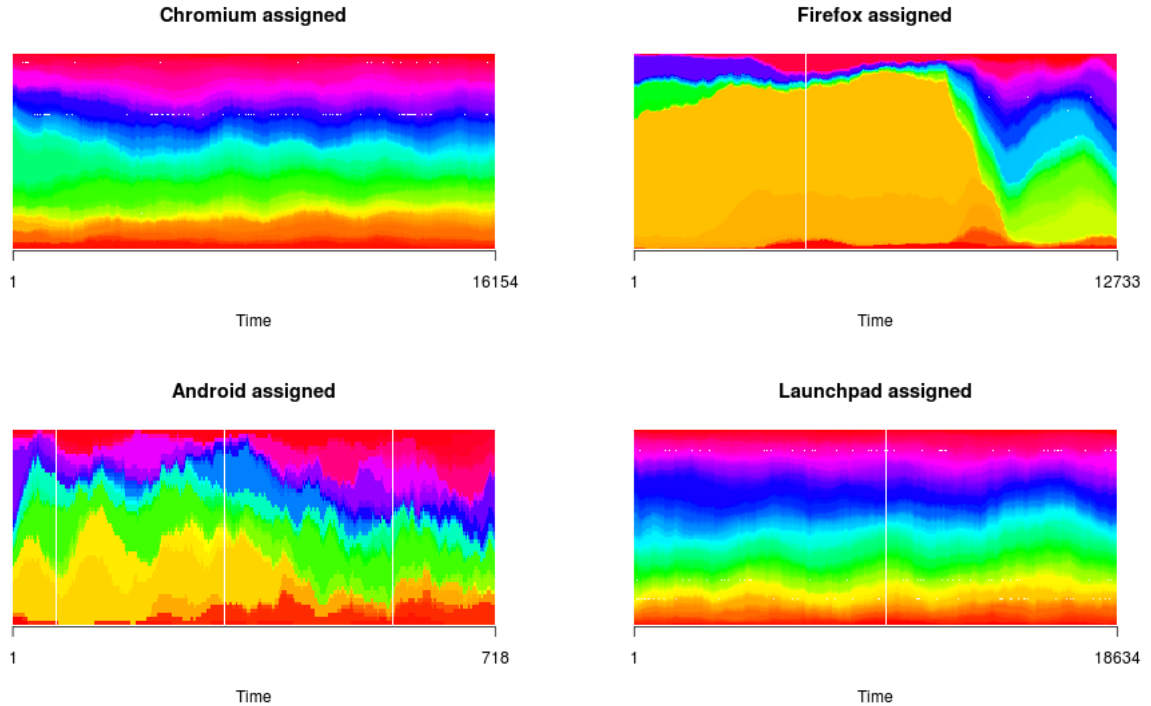 Chromium assigned
Firefox assigned
1 16154
Time
1 12733
Time
Android assigned
Launchpad assigned
1 718
Time
1 18634
Time